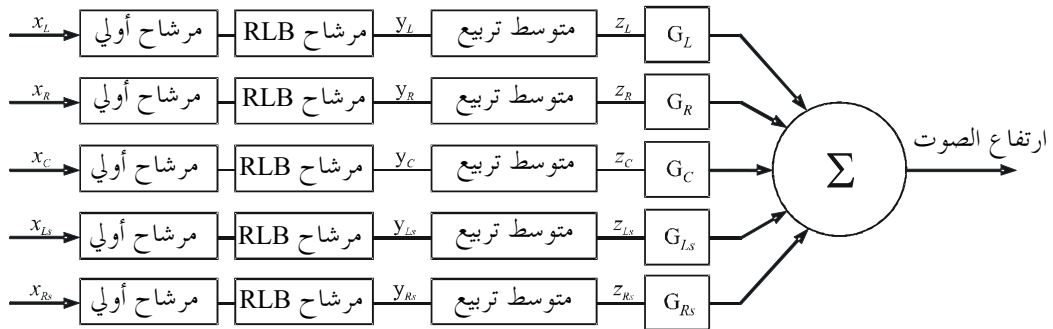 x_L مرشاح أولي مرشاح RLB y_L متوسط تربيع z_L G_L
x_R مرشاح أولي مرشاح RLB y_R متوسط تربيع z_R G_R
x_C مرشاح أولي مرشاح RLB y_C متوسط تربيع z_C G_C
x_Ls مرشاح أولي مرشاح RLB y_Ls متوسط تربيع z_Ls G_Ls
x_Rs مرشاح أولي مرشاح RLB y_Rs متوسط تربيع z_Rs G_Rs
Σ
ارتفاع الصوت